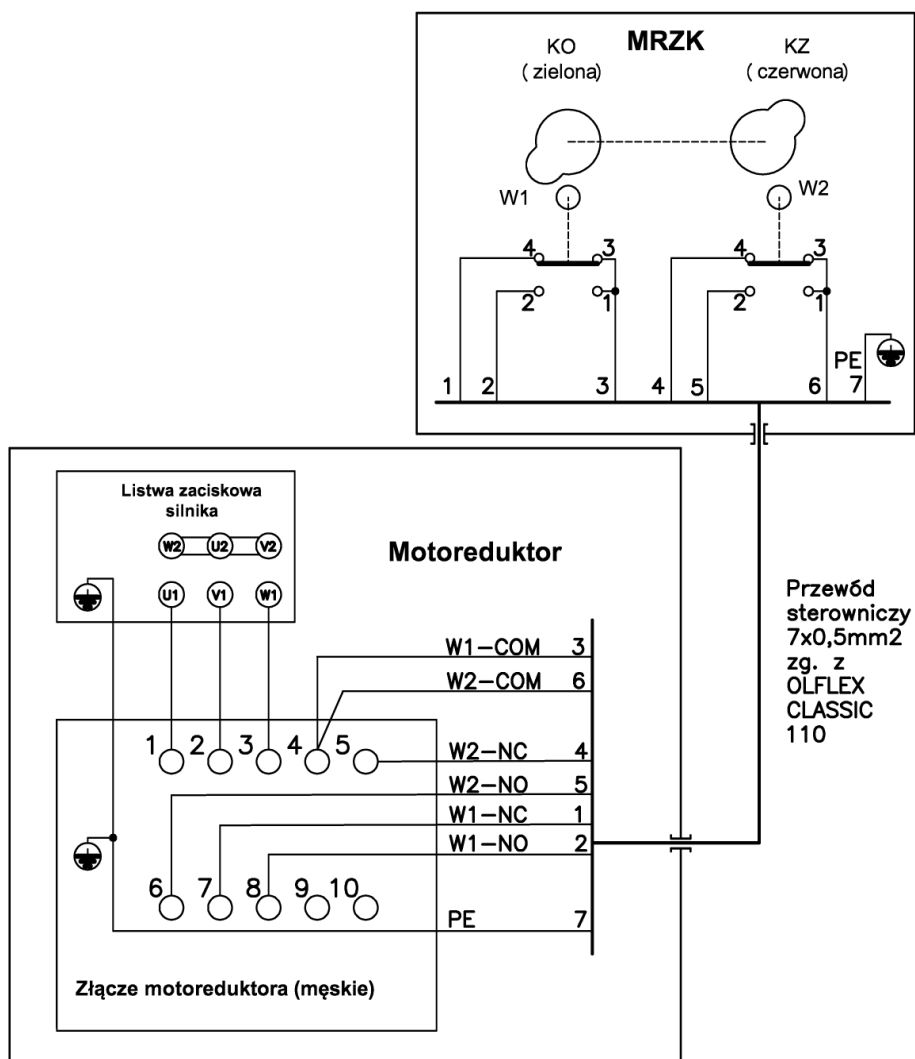 MRZK
KO
( zielona)
KZ
( czerwona)
W1
W2
4 3
2 1
4 3
2 1
PE
1 2 3 4 5 6 7
Listwa zaciskowa
silnika
W2 U2 V2
U1 V1 W1
Motoreduktor
Przewód
sterowniczy
7x0,5mm2
zg. z
OLFLEX
CLASSIC
110
W1-COM 3
W2-COM 6
1 2 3 4 5
W2-NC 4
W2-NO 5
W1-NC 1
W1-NO 2
6 7 8 9 10
PE 7
Złącze motoreduktora (męskie)